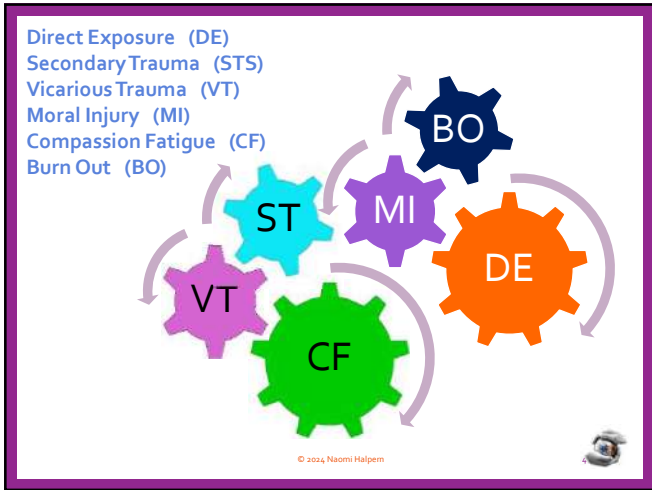 Direct Exposure (DE)
Secondary Trauma (STS)
Vicarious Trauma (VT)
Moral Injury (MI)
Compassion Fatigue (CF)
Burn Out (BO)
BO
ST
MI
DE
VT
CF
© 2024 Naomi Halpern
4